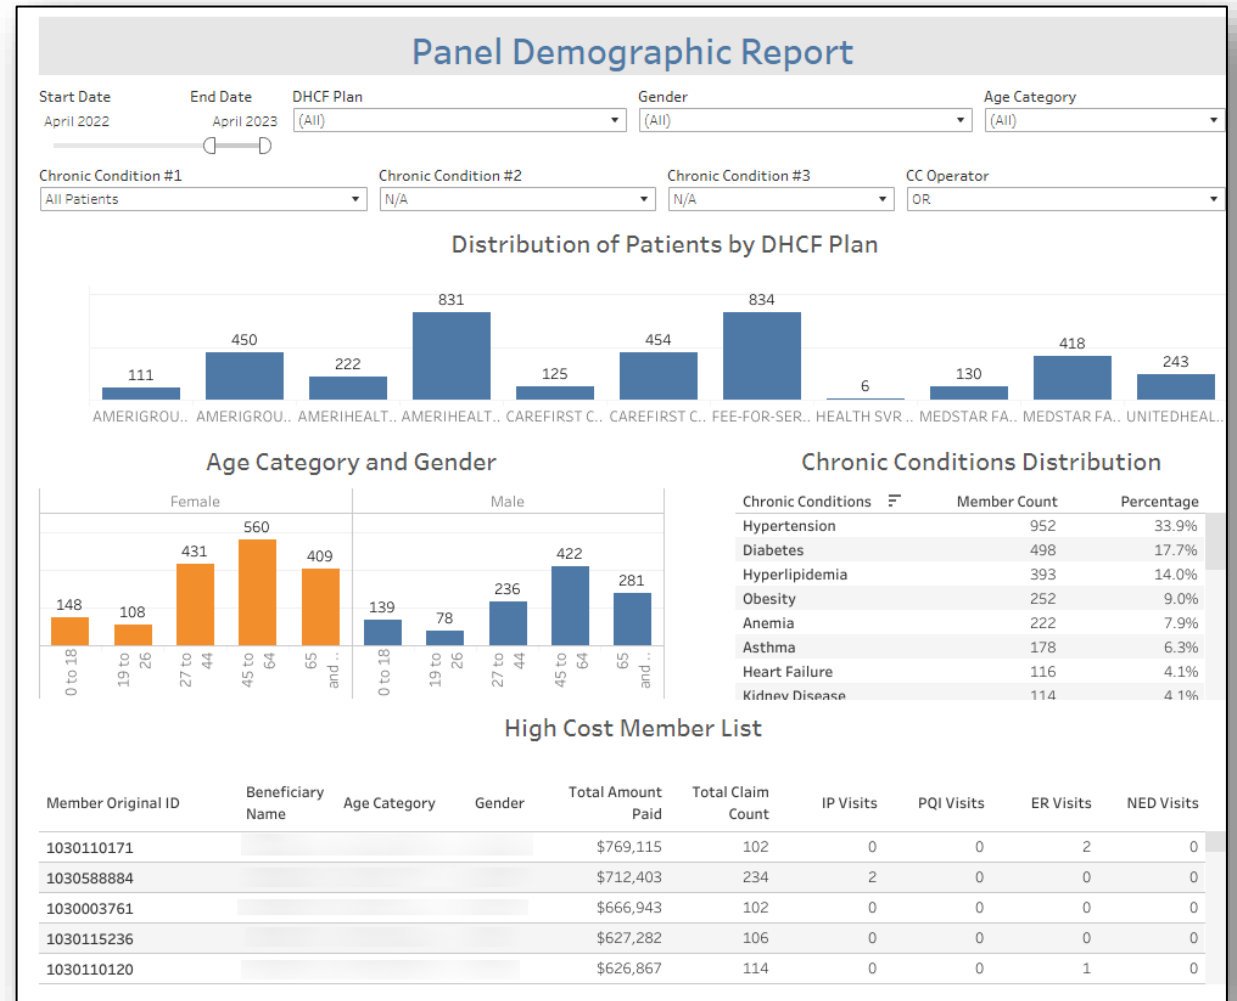 Panel Demographic Report
Start Date End Date DHCF Plan Gender Age Category
April 2022 April 2023 (All) (All) (All)
Chronic Condition #1 Chronic Condition #2 Chronic Condition #3 CC Operator
All Patients N/A N/A OR
Distribution of Patients by DHCF Plan
111 450 222 831 125 454 834 6 130 418 243
AMERIGROU.. AMERIGROU.. AMERIHEALT.. AMERIHEALT.. CAREFIRST C.. CAREFIRST C.. FEE-FOR-SER.. HEALTH SVR .. MEDSTAR FA.. MEDSTAR FA.. UNITEDHEAL..
Age Category and Gender
Female Male
148 108 431 560 409 139 78 236 422 281
0 to 18 19 to 26 27 to 44 45 to 64 65 and .. 0 to 18 19 to 26 27 to 44 45 to 64 65 and ..
Chronic Conditions Distribution
Chronic Conditions Member Count Percentage
Hypertension 952 33.9%
Diabetes 498 17.7%
Hyperlipidemia 393 14.0%
Obesity 252 9.0%
Anemia 222 7.9%
Asthma 178 6.3%
Heart Failure 116 4.1%
Kidney Disease 114 4.1%
High Cost Member List
Member Original ID Beneficiary Name Age Category Gender Total Amount Paid Total Claim Count IP Visits PQI Visits ER Visits NED Visits
1030110171 $769,115 102 0 0 2 0
1030588884 $712,403 234 2 0 0 0
1030003761 $666,943 102 0 0 0 0
1030115236 $627,282 106 0 0 0 0
1030110120 $626,867 114 0 0 1 0